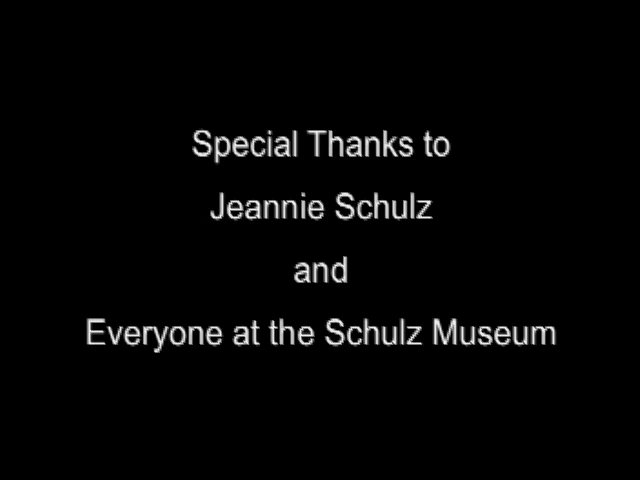 Special Thanks to
Jeannie Schulz
and
Everyone at the Schulz Museum